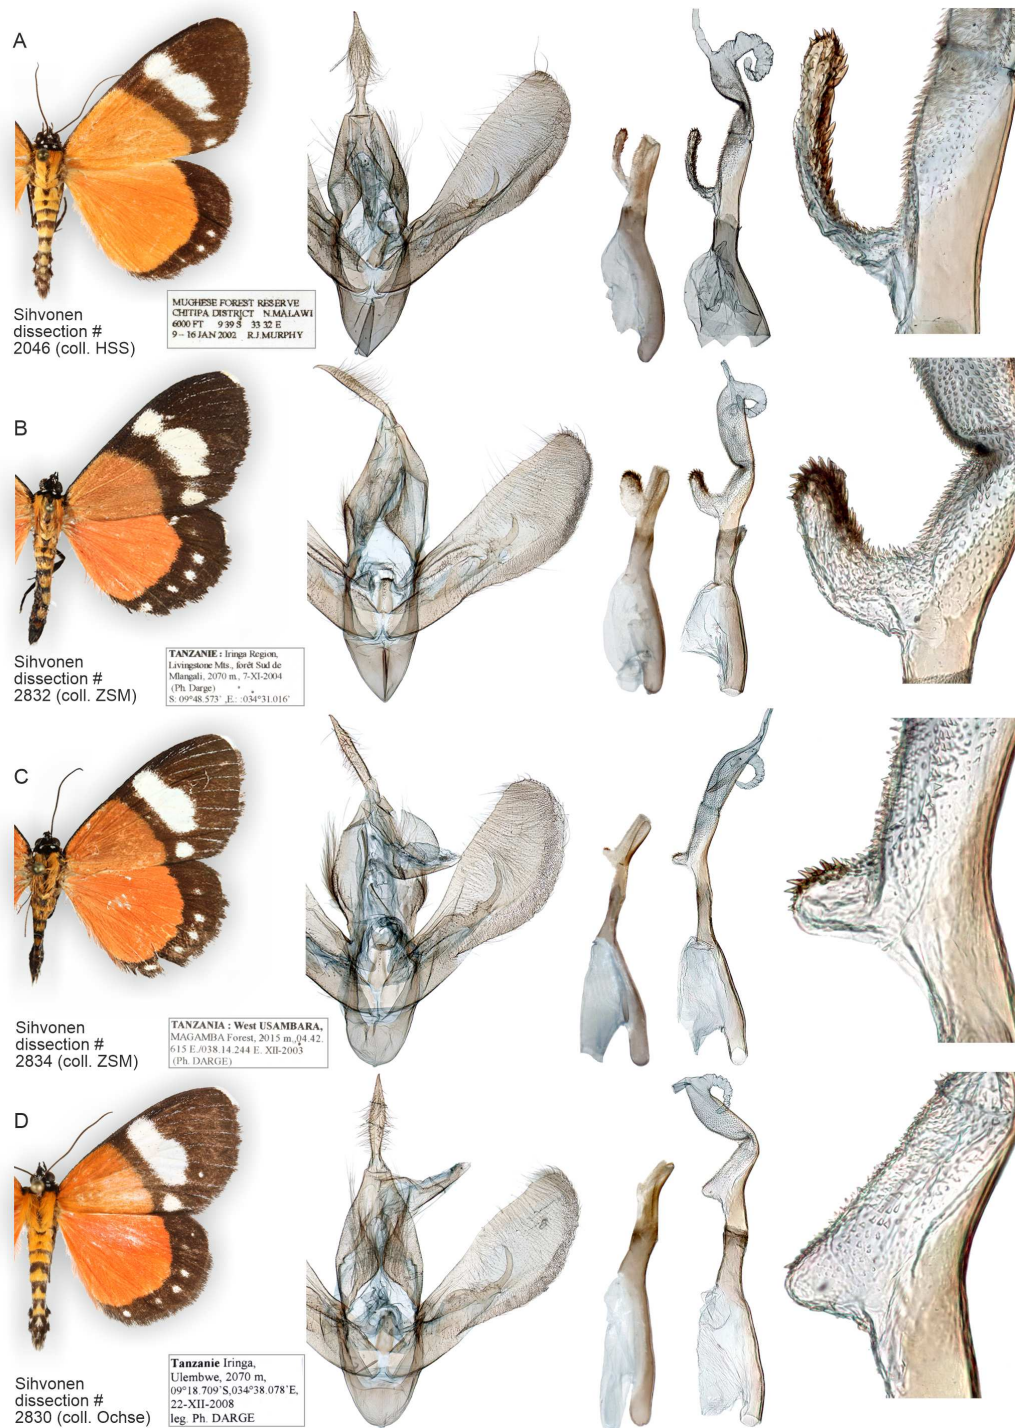 A
Sihvonen
dissection #
2046 (coll. HSS)
MUGHESE FOREST RESERVE
CHITIPA DISTRICT N.MALAWI
6000 FT 9 39 S 33 32 E
9 - 16 JAN 2002 R.J.MURPHY
B
Sihvonen
dissection #
2832 (coll. ZSM)
TANZANIE : Iringa Region,
Livingstone Mts., forêt Sud de
Mlangali, 2070 m., 7-XI-2004
(Ph. Darge)
S: 09°48.573' ,E.: :034°31.016'
C
Sihvonen
dissection #
2834 (coll. ZSM)
TANZANIA : West USAMBARA,
MAGAMBA Forest, 2015 m.,04.42.
615 E./038.14.244 E. XII-2003
(Ph. DARGE)
D
Sihvonen
dissection #
2830 (coll. Ochse)
Tanzanie Iringa,
Ulembwe, 2070 m,
09°18.709'S,034°38.078'E,
22-XII-2008
leg. Ph. DARGE